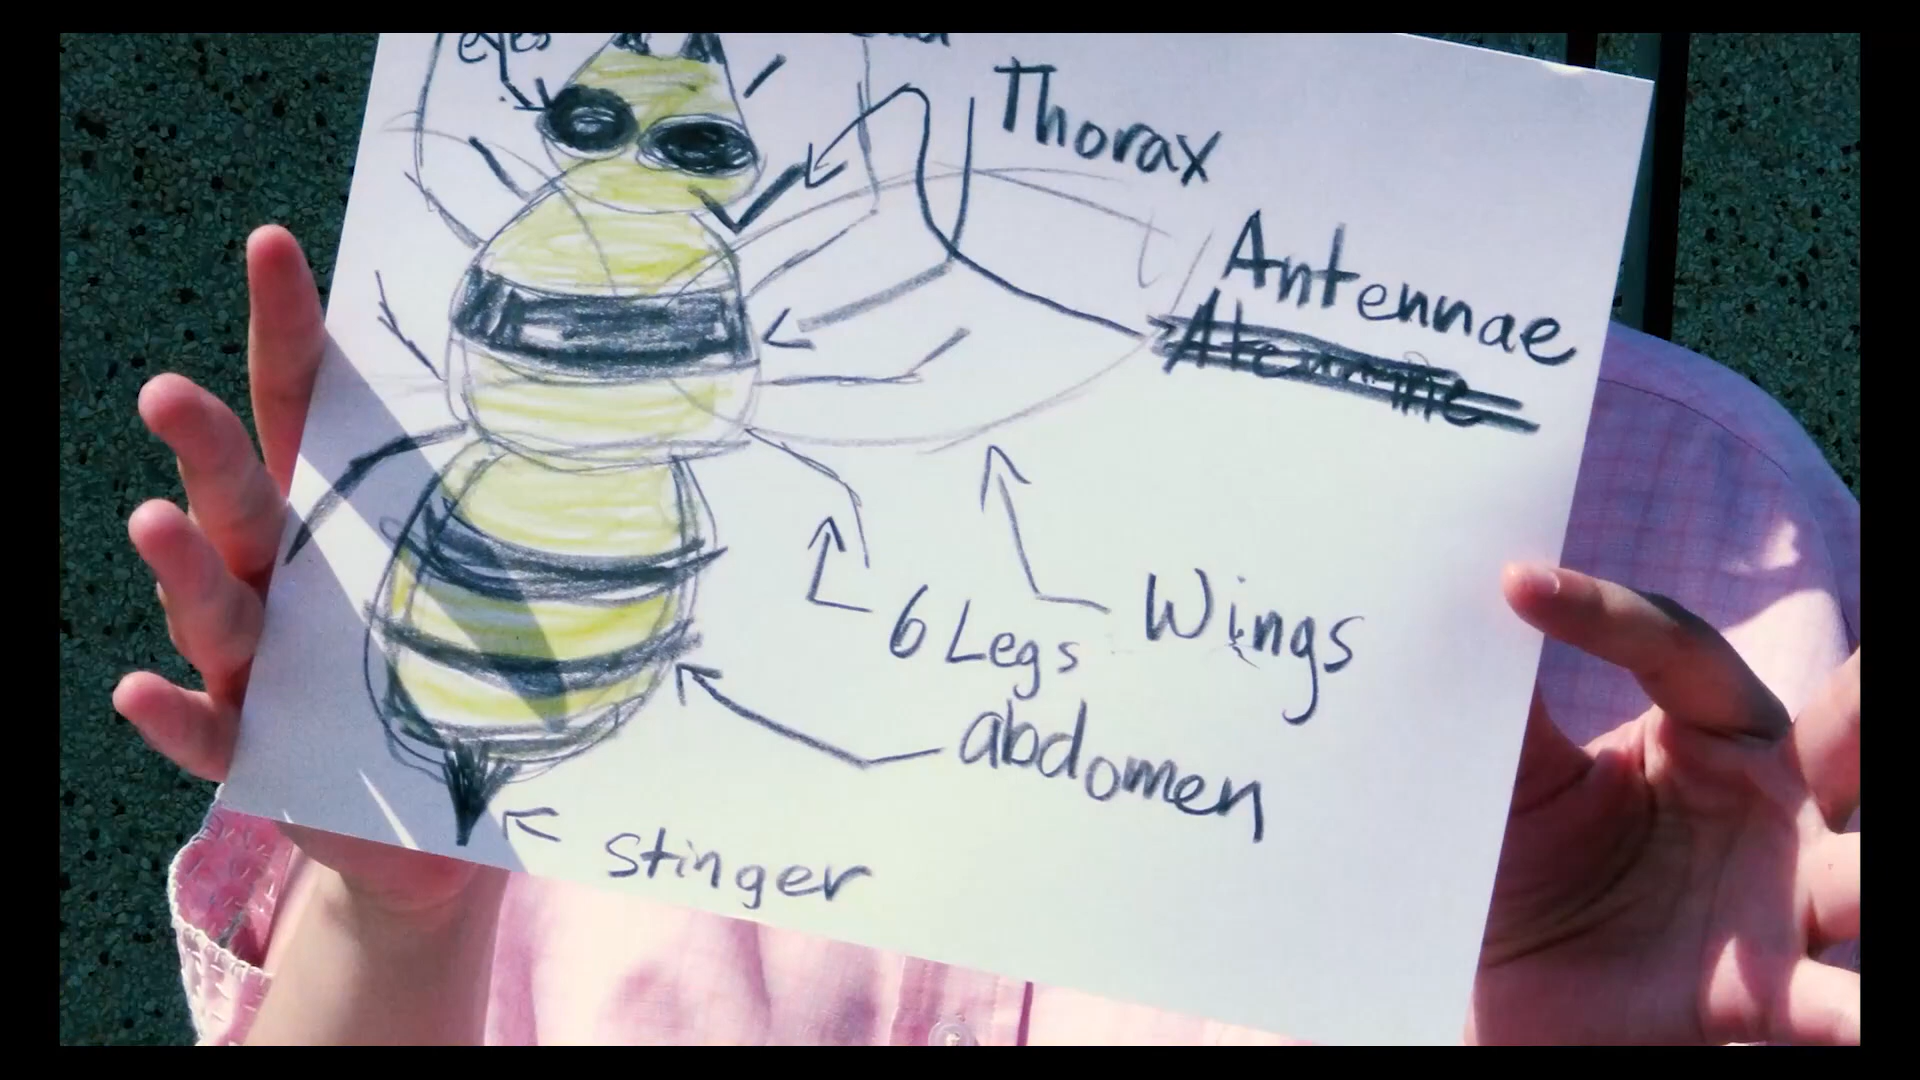 eyes
Thorax
Antennae
6 Legs
Wings
abdomen
Stinger